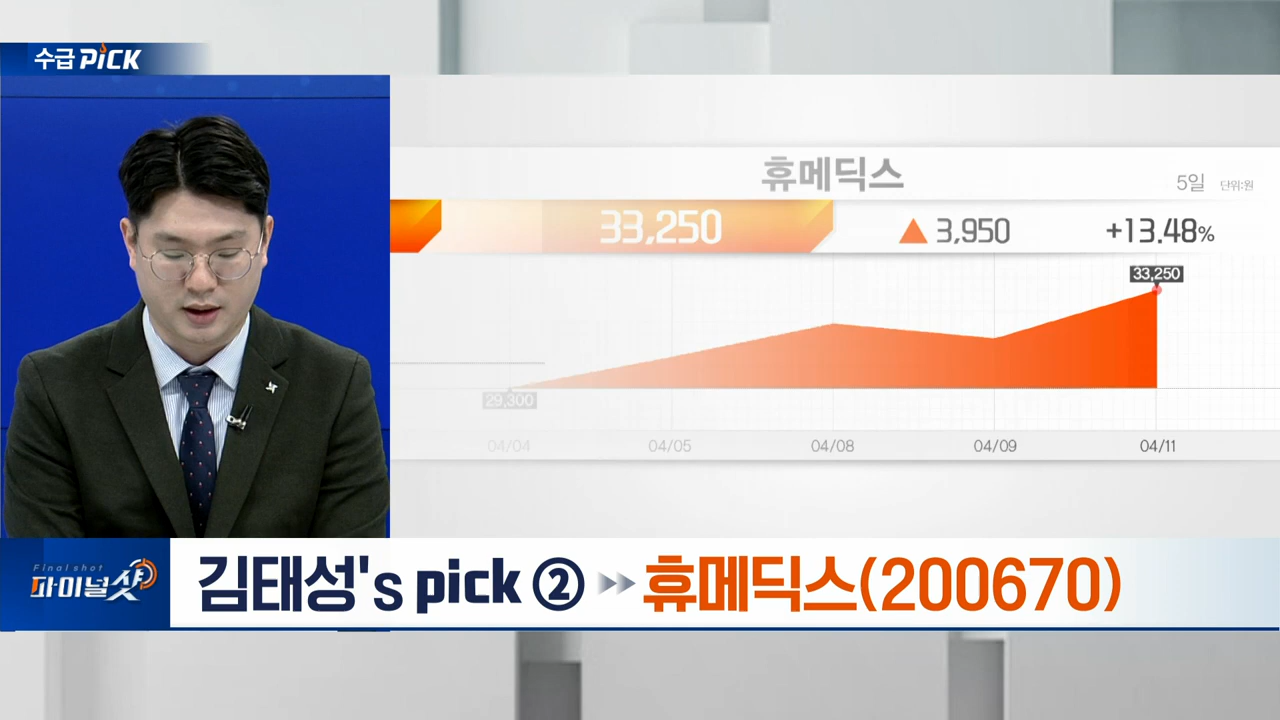 수급 PiCK
휴메딕스
5일 단위:원
33,250 ▲ 3,950 +13.48%
33,250
29,300
04/04 04/05 04/08 04/09 04/11
Final shot
파이널샷
김태성's pick ② 휴메딕스(200670)